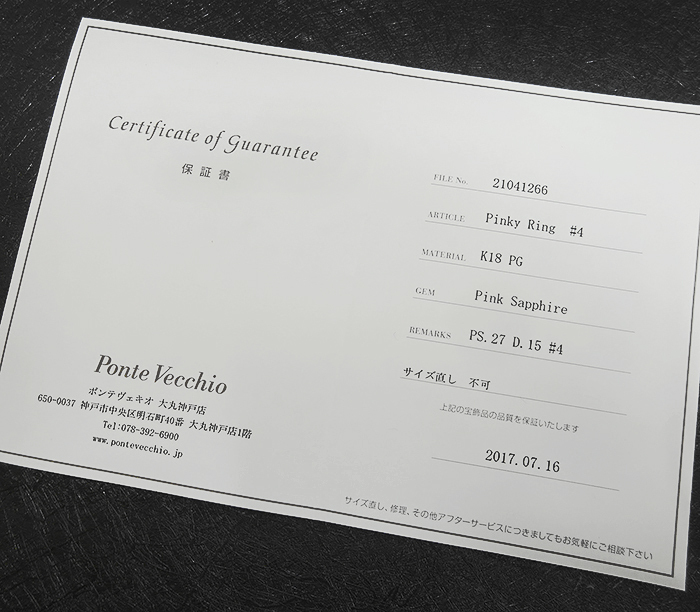 Certificate of Guarantee
保証書
Ponte Vecchio
ポンテヴェキオ 大丸神戸店
650-0037 神戸市中央区明石町40番 大丸神戸店1階
Tel:078-392-6900
www.pontevecchio.jp
FILE No. 21041266
ARTICLE Pinky Ring #4
MATERIAL K18 PG
GEM Pink Sapphire
REMARKS PS.27 D.15 #4
サイズ直し 不可
上記の宝飾品の品質を保証いたします
2017.07.16
サイズ直し、修理、その他アフターサービスにつきましてもお気軽にご相談下さい